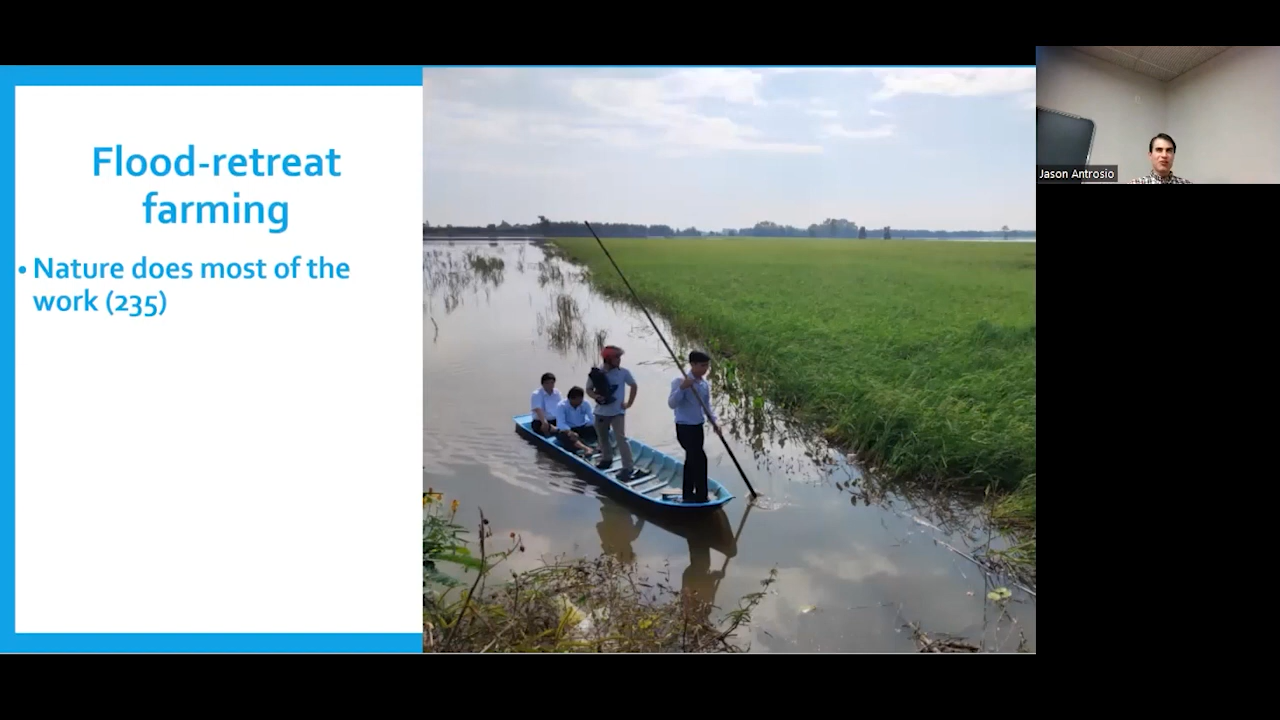 Flood-retreat
farming
• Nature does most of the
work (235)
Jason Antrosio